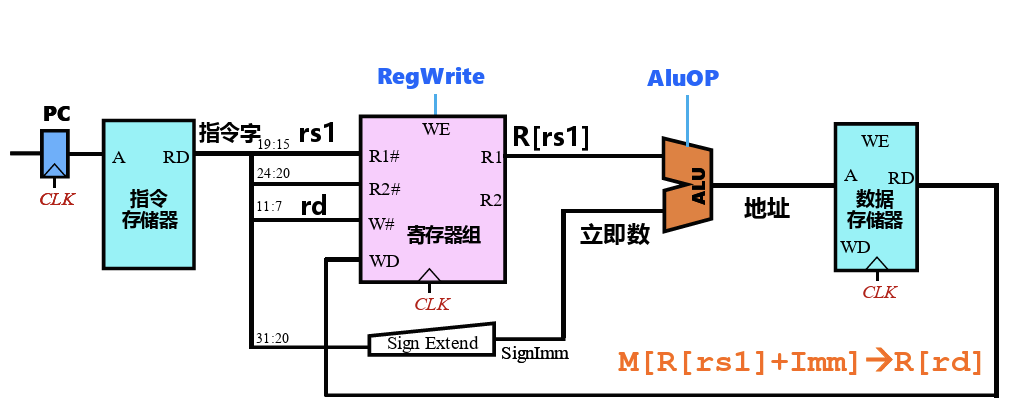 RegWrite
AluOP
PC
指令字
rs1
R[rs1]
19:15
WE
WE
A
RD
R1#
R1
A
RD
24:20
R2#
R2
ALU
CLK
指令
存储器
11:7
rd
W#
寄存器组
立即数
地址
数据
存储器
WD
WD
CLK
CLK
31:20
Sign Extend
SignImm
M[R[rs1]+Imm]→R[rd]